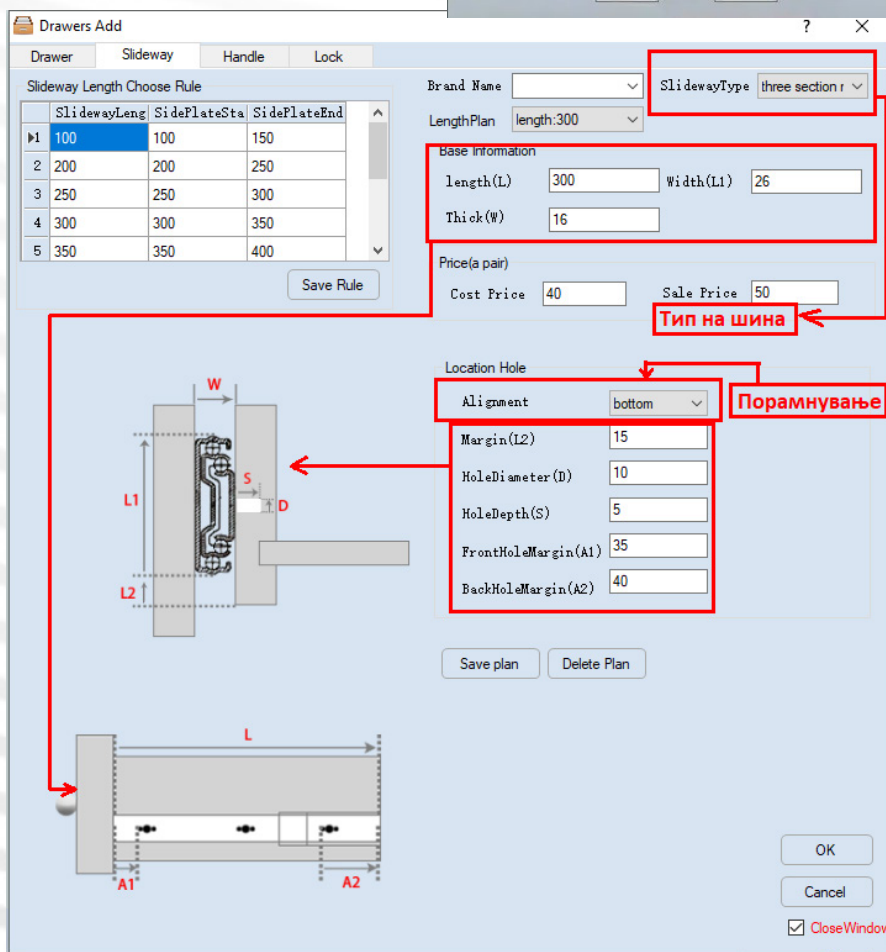 Drawers Add ? X
Drawer Slideway Handle Lock
Slideway Length Choose Rule
SlidewayLeng SidePlateSta SidePlateEnd
1 100 100 150
2 200 200 250
3 250 250 300
4 300 300 350
5 350 350 400
Save Rule
Brand Name SlidewayType three section r
LengthPlan length:300
Base Information
length(L) 300 Width(L1) 26
Thick(W) 16
Price(a pair)
Cost Price 40 Sale Price 50
Тип на шина
Location Hole
Alignment bottom Порамнување
Margin(L2) 15
HoleDiameter(D) 10
HoleDepth(S) 5
FrontHoleMargin(A1) 35
BackHoleMargin(A2) 40
Save plan Delete Plan
W
S
D
L1
L2
L
A1 A2
OK
Cancel
CloseWindow